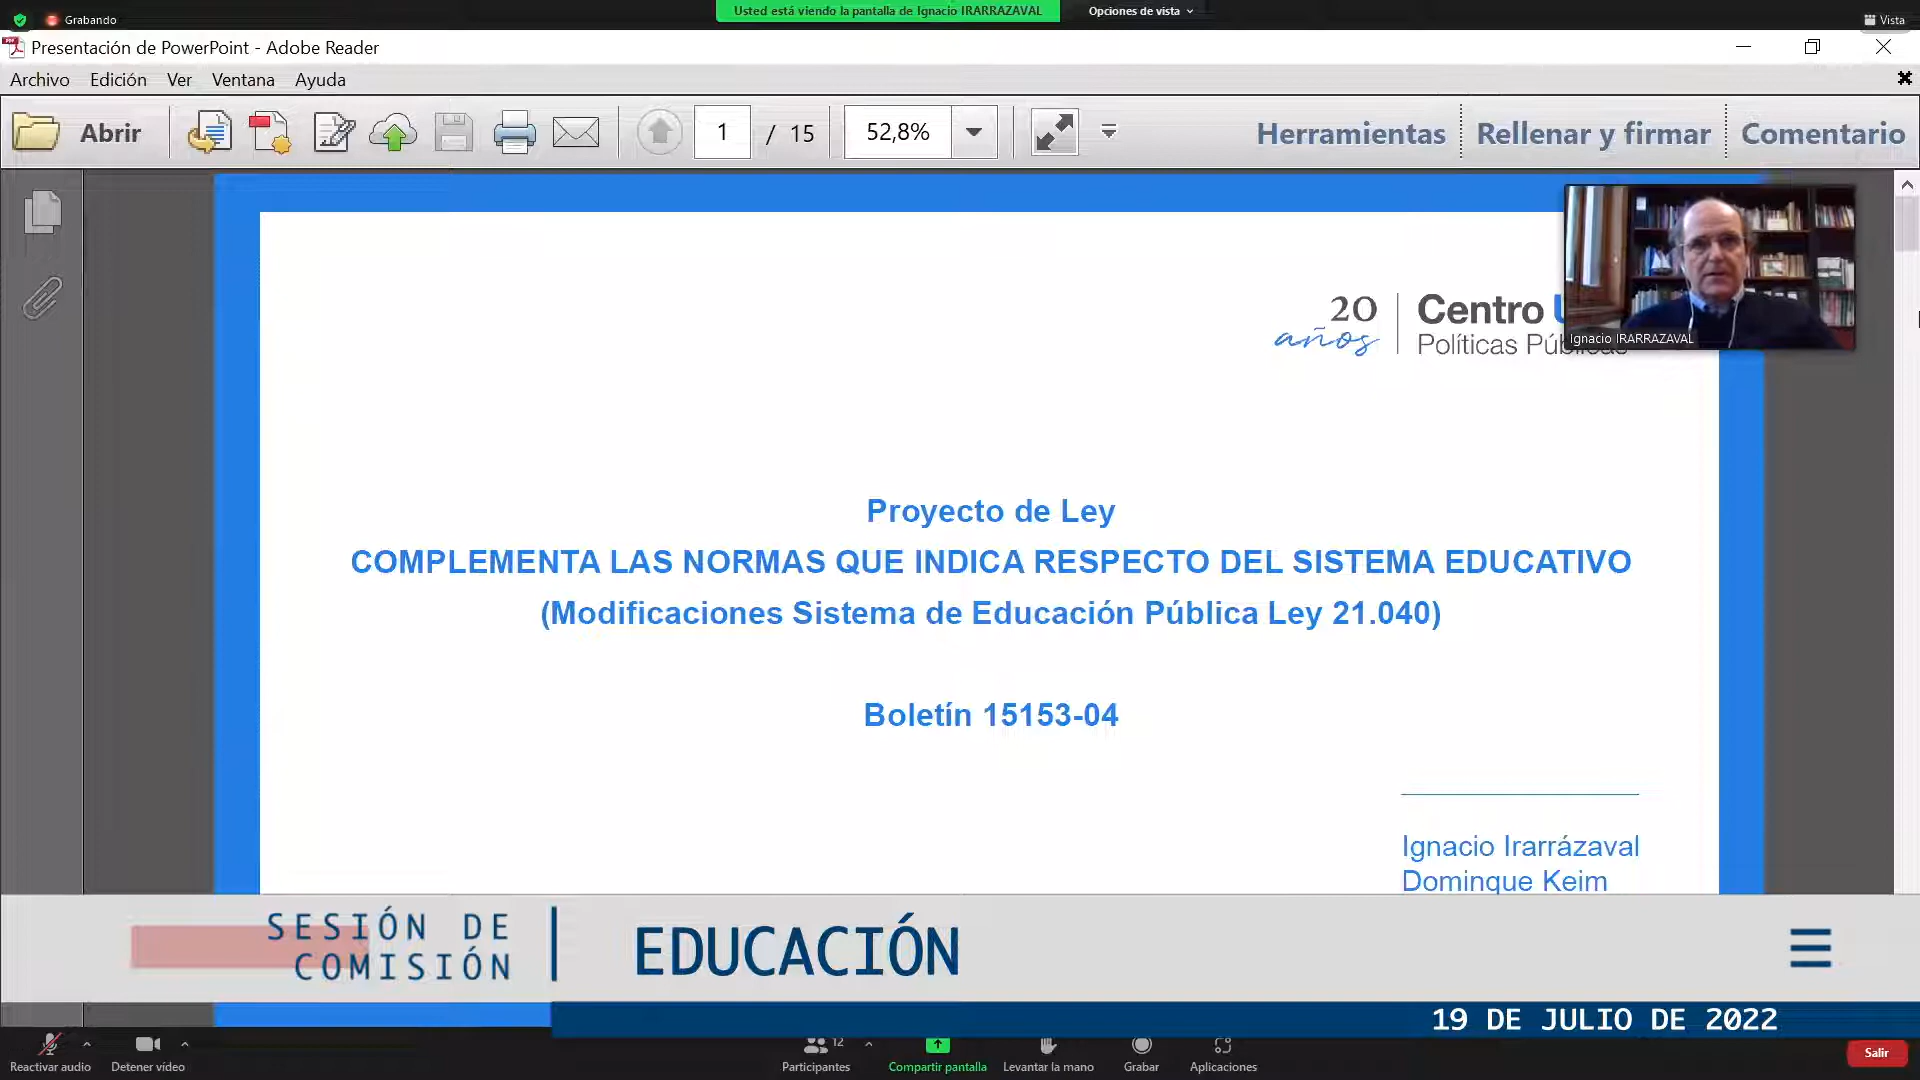 Grabando
Usted está viendo la pantalla de Ignacio IRARRAZAVAL
Opciones de vista
Vista
Presentación de PowerPoint - Adobe Reader
Archivo Edición Ver Ventana Ayuda
Abrir
1 / 15
52,8%
Herramientas
Rellenar y firmar
Comentario
20 años
Centro
Políticas Públicas
Ignacio IRARRAZAVAL
Proyecto de Ley
COMPLEMENTA LAS NORMAS QUE INDICA RESPECTO DEL SISTEMA EDUCATIVO
(Modificaciones Sistema de Educación Pública Ley 21.040)
Boletín 15153-04
Ignacio Irarrázaval
Dominque Keim
SESIÓN DE
COMISIÓN
EDUCACIÓN
19 DE JULIO DE 2022
Reactivar audio
Detener vídeo
12
Participantes
Compartir pantalla
Levantar la mano
Grabar
Aplicaciones
Salir